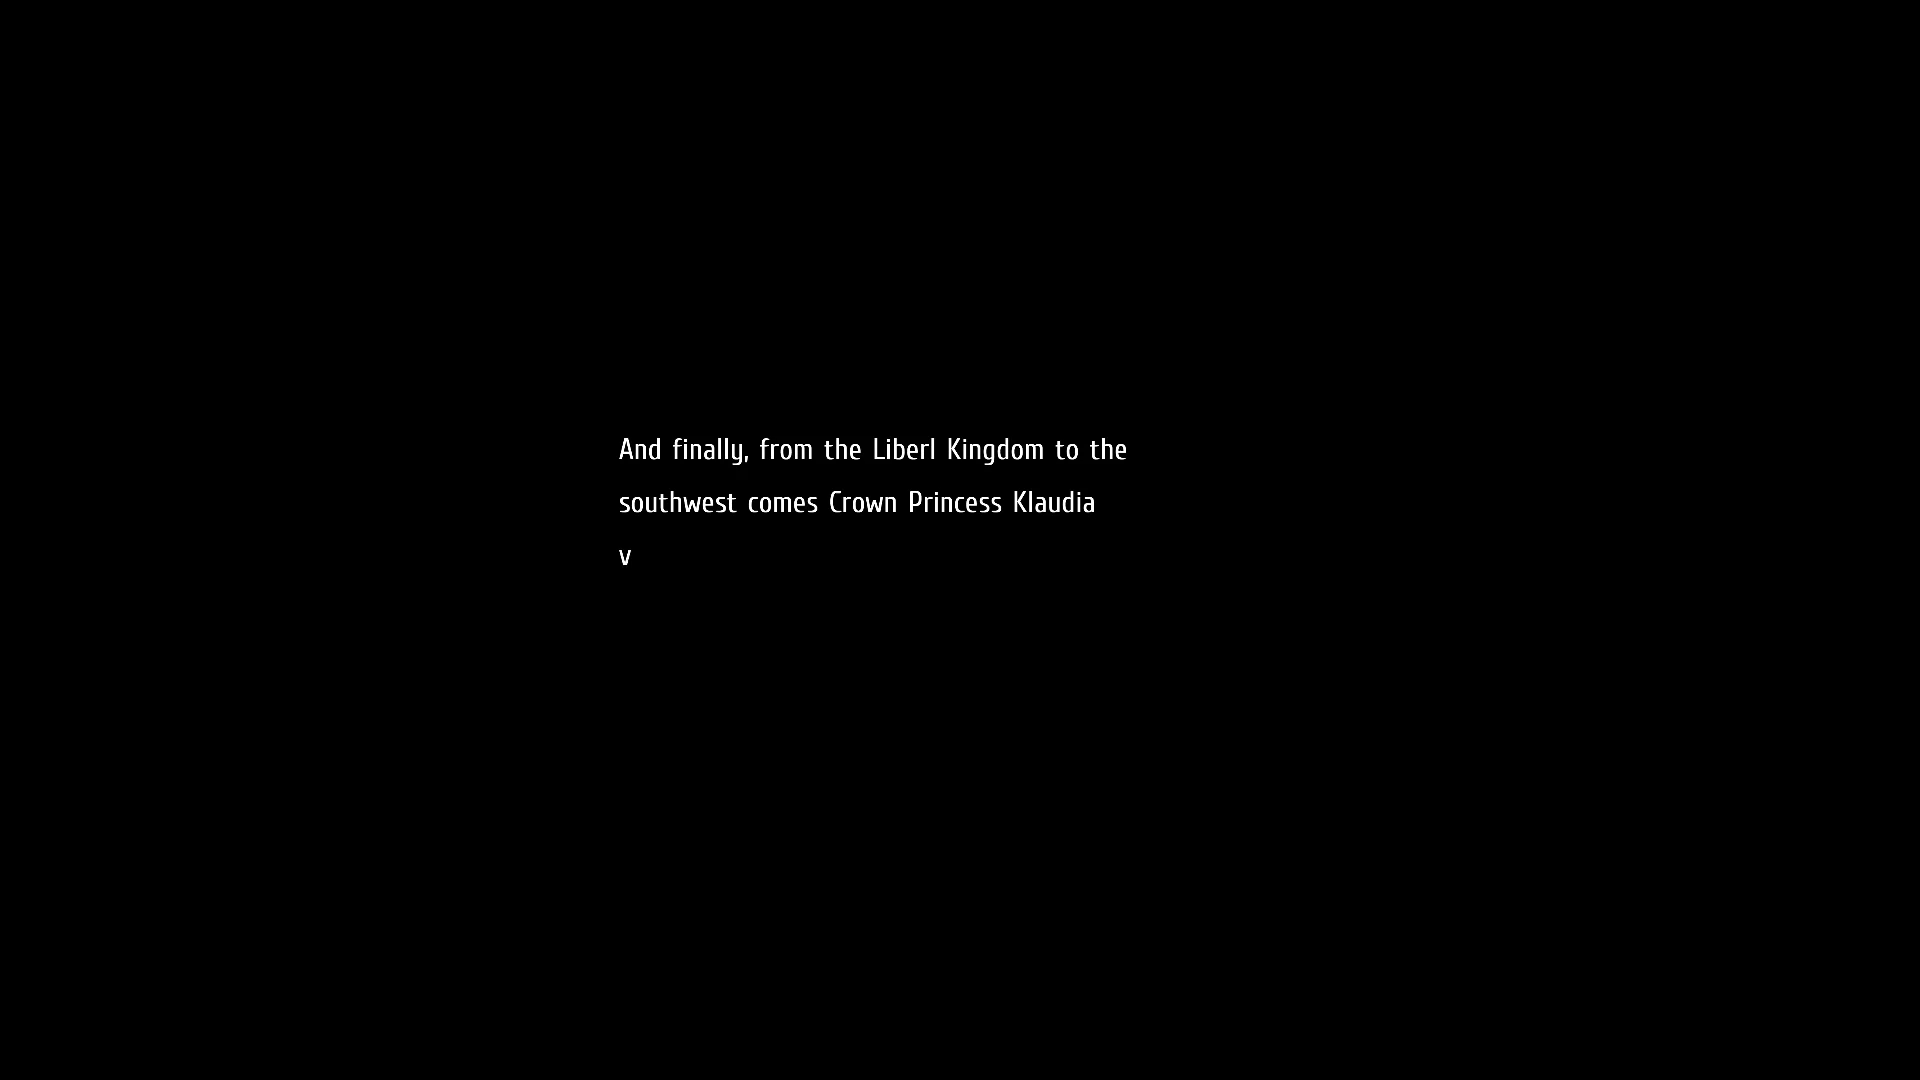 And finally, from the Liberl Kingdom to the
southwest comes Crown Princess Klaudia
v